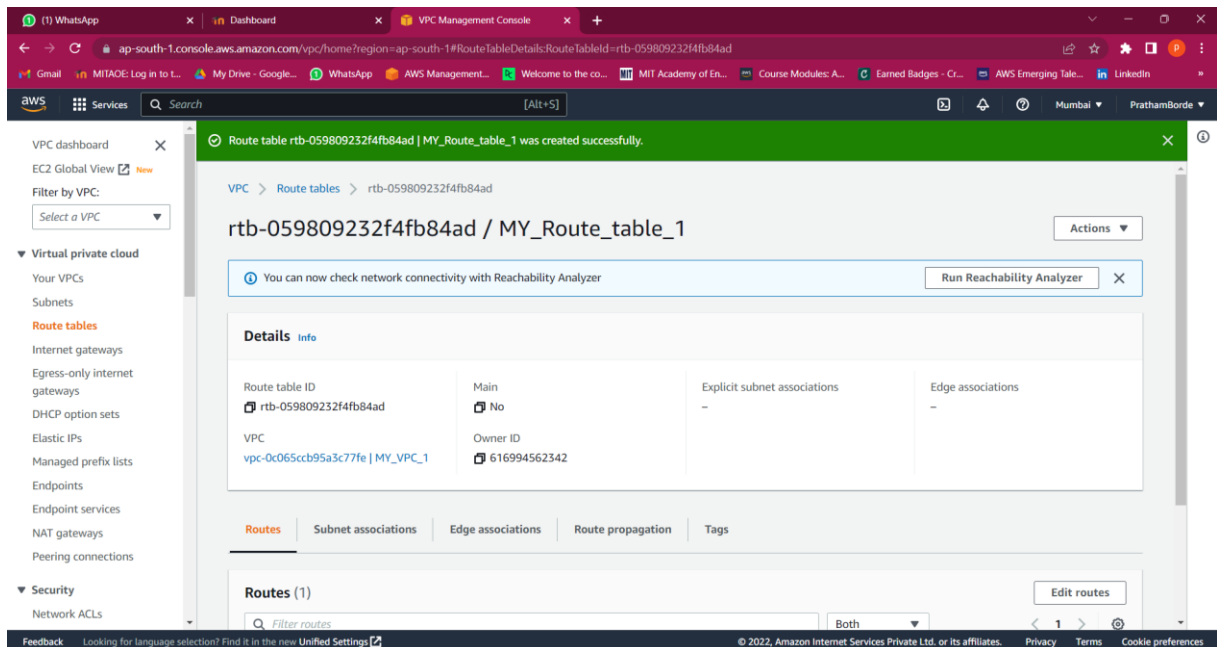 (1) WhatsApp
Dashboard
VPC Management Console
ap-south-1.console.aws.amazon.com/vpc/home?region=ap-south-1#RouteTableDetails:RouteTableId=rtb-059809232f4fb84ad
Gmail
MITAOE: Log in to t...
My Drive - Google...
WhatsApp
AWS Management...
Welcome to the co...
MIT Academy of En...
Course Modules: A...
Earned Badges - Cr...
AWS Emerging Tale...
LinkedIn
aws
Services
Search
[Alt+S]
Mumbai
PrathamBorde
VPC dashboard
EC2 Global View New
Filter by VPC:
Select a VPC
Virtual private cloud
Your VPCs
Subnets
Route tables
Internet gateways
Egress-only internet
gateways
DHCP option sets
Elastic IPs
Managed prefix lists
Endpoints
Endpoint services
NAT gateways
Peering connections
Security
Network ACLs
Route table rtb-059809232f4fb84ad | MY_Route_table_1 was created successfully.
VPC > Route tables > rtb-059809232f4fb84ad
rtb-059809232f4fb84ad / MY_Route_table_1
Actions
You can now check network connectivity with Reachability Analyzer
Run Reachability Analyzer
Details Info
Route table ID
rtb-059809232f4fb84ad
Main
No
Explicit subnet associations
–
Edge associations
–
VPC
vpc-0c065ccb95a3c77fe | MY_VPC_1
Owner ID
616994562342
Routes
Subnet associations
Edge associations
Route propagation
Tags
Routes (1)
Edit routes
Filter routes
Both
1
Feedback
Looking for language selection? Find it in the new Unified Settings
© 2022, Amazon Internet Services Private Ltd. or its affiliates.
Privacy
Terms
Cookie preferences